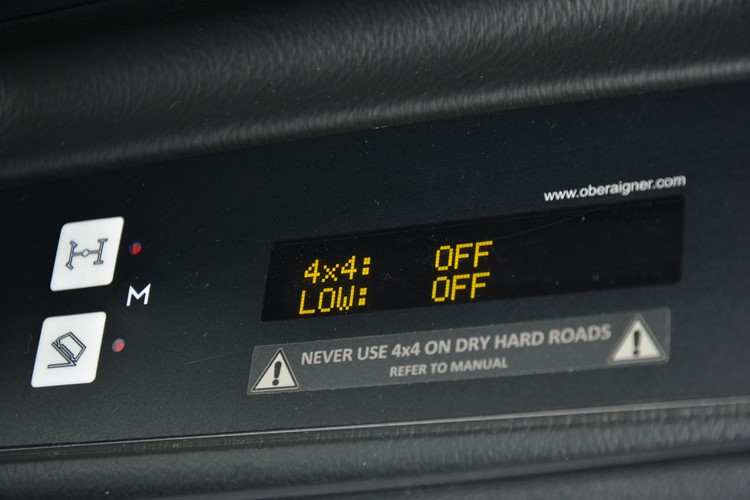 www.oberaigner.com
4x4: OFF
LOW: OFF
M
NEVER USE 4x4 ON DRY HARD ROADS
REFER TO MANUAL